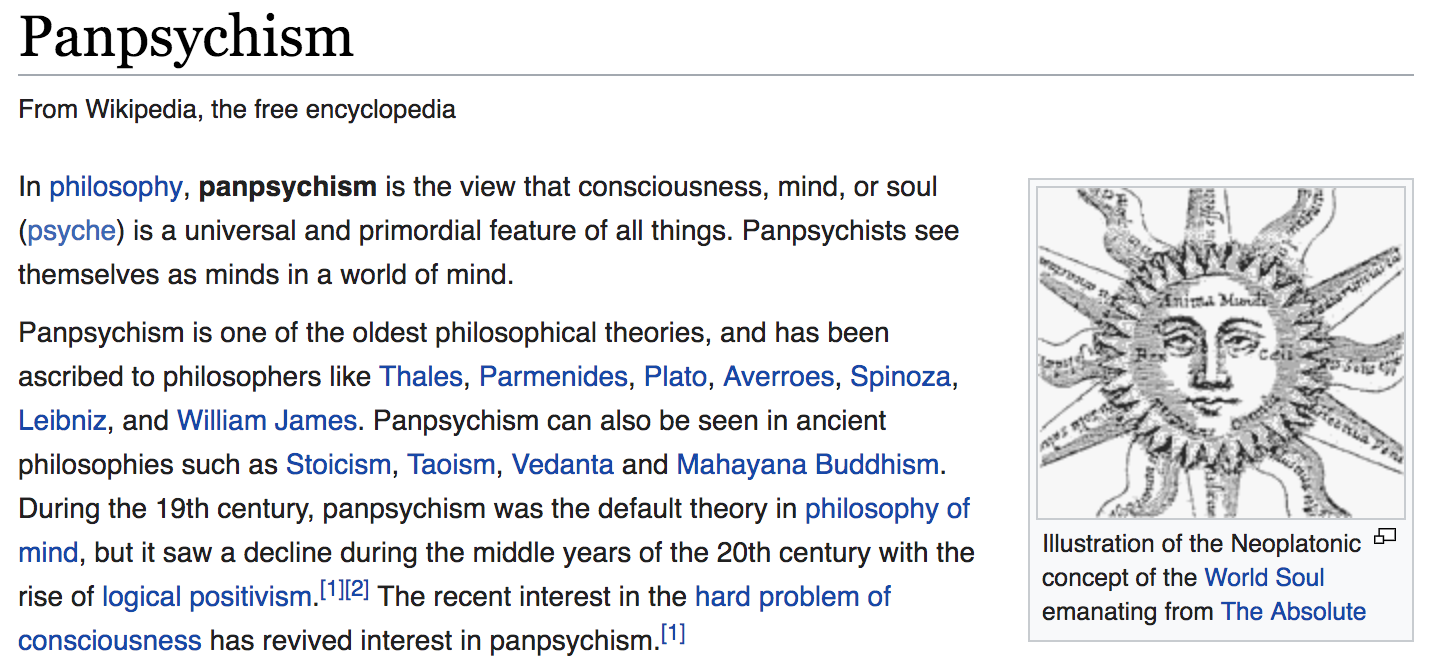 Panpsychism
From Wikipedia, the free encyclopedia
In philosophy, panpsychism is the view that consciousness, mind, or soul
(psyche) is a universal and primordial feature of all things. Panpsychists see
themselves as minds in a world of mind.
Panpsychism is one of the oldest philosophical theories, and has been
ascribed to philosophers like Thales, Parmenides, Plato, Averroes, Spinoza,
Leibniz, and William James. Panpsychism can also be seen in ancient
philosophies such as Stoicism, Taoism, Vedanta and Mahayana Buddhism.
During the 19th century, panpsychism was the default theory in philosophy of
mind, but it saw a decline during the middle years of the 20th century with the
rise of logical positivism.[1][2] The recent interest in the hard problem of
consciousness has revived interest in panpsychism.[1]
Anima Mundi
Illustration of the Neoplatonic
concept of the World Soul
emanating from The Absolute